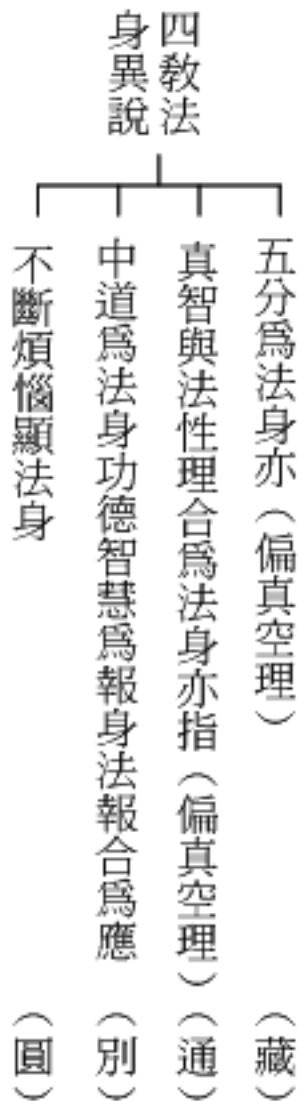 四教法
身異說
五分爲法身亦（偏真空理）（藏）
真智與法性理合爲法身亦指（偏真空理）（通）
中道爲法身功德智慧爲報身法報合爲應（別）
不斷煩惱顯法身（圓）